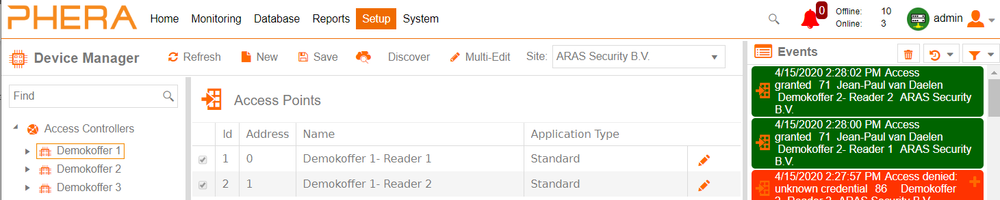 PHERA
Home Monitoring Database Reports Setup System
0
Offline: 10
Online: 3
admin
Device Manager
Refresh New Save Discover Multi-Edit Site: ARAS Security B.V.
Find
Access Controllers
Demokoffer 1
Demokoffer 2
Demokoffer 3
Access Points
Id Address Name Application Type
1 0 Demokoffer 1- Reader 1 Standard
2 1 Demokoffer 1- Reader 2 Standard
Events
4/15/2020 2:28:02 PM Access
granted 71 Jean-Paul van Daelen
Demokoffer 2- Reader 2 ARAS Security
B.V.
4/15/2020 2:28:00 PM Access
granted 71 Jean-Paul van Daelen
Demokoffer 2- Reader 1 ARAS Security
B.V.
4/15/2020 2:27:57 PM Access denied:
unknown credential 86 Demokoffer
2- Reader 2 ARAS Security B.V.